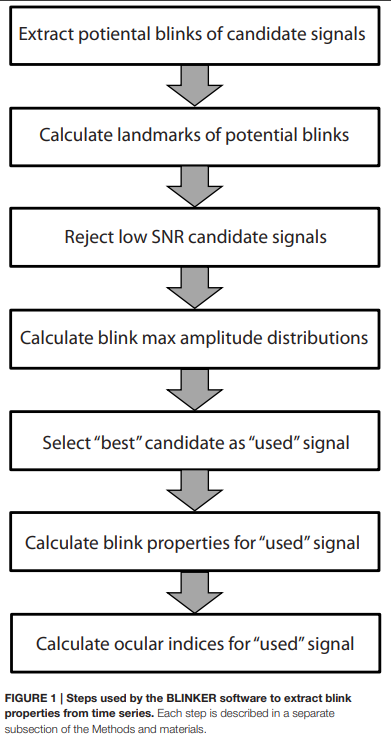 Extract potiental blinks of candidate signals
Calculate landmarks of potential blinks
Reject low SNR candidate signals
Calculate blink max amplitude distributions
Select “best” candidate as “used” signal
Calculate blink properties for “used” signal
Calculate ocular indices for “used” signal
FIGURE 1 | Steps used by the BLINKER software to extract blink
properties from time series. Each step is described in a separate
subsection of the Methods and materials.